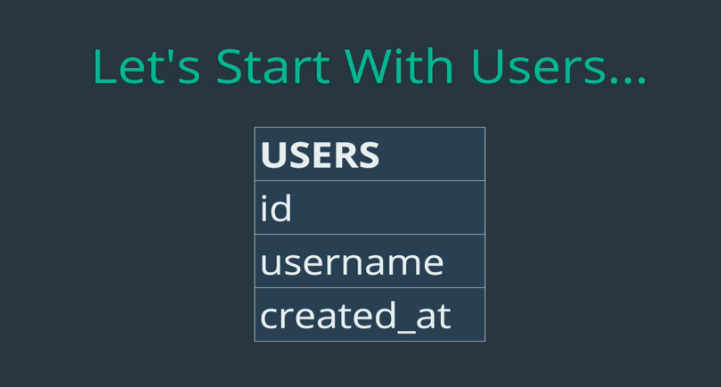 Let's Start With Users...
USERS
id
username
created_at